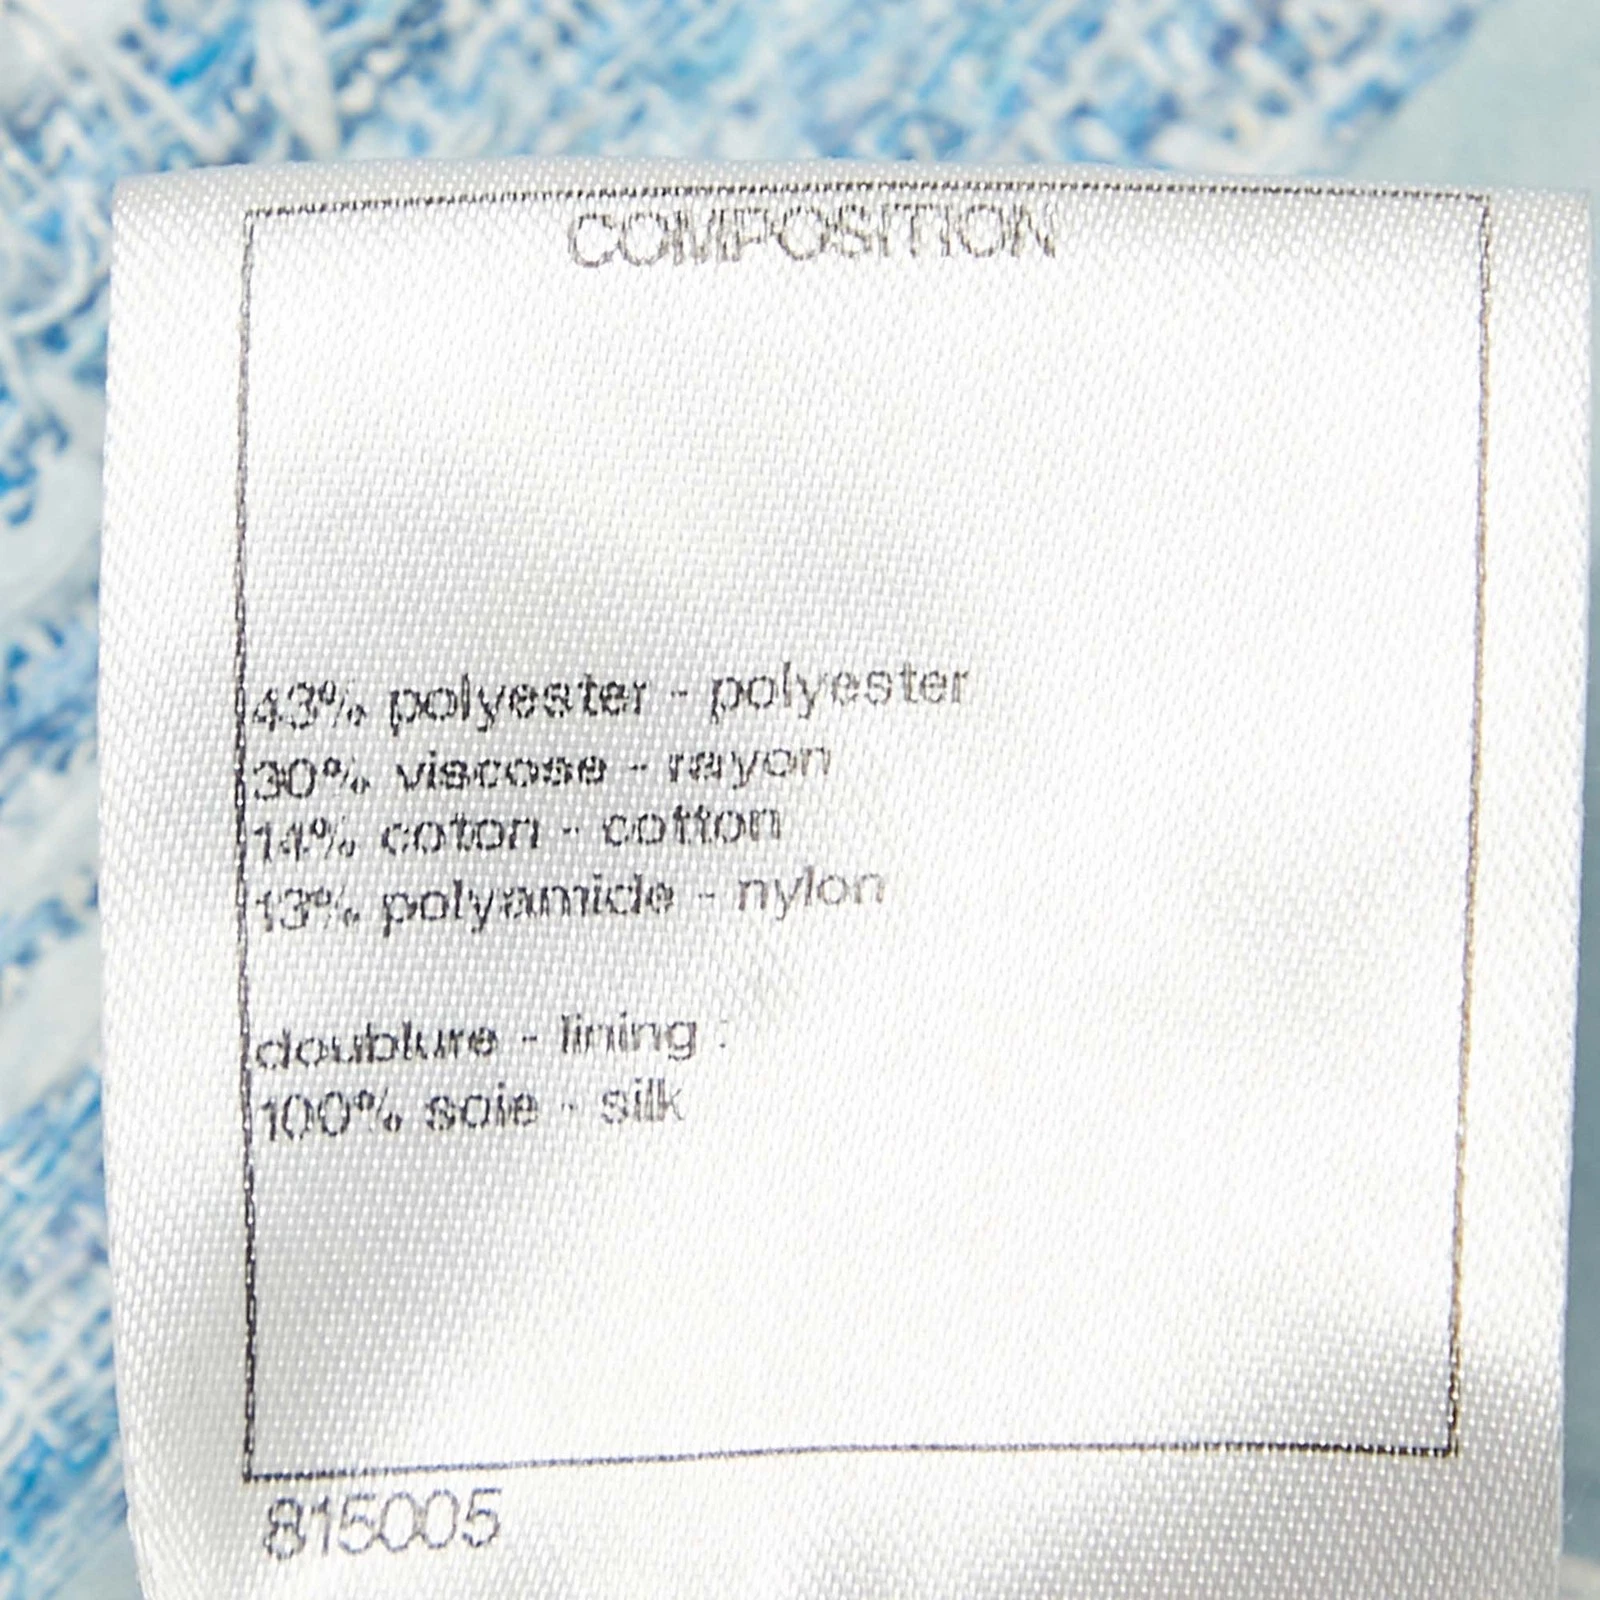 COMPOSITION
43% polyester - polyester
30% viscose - rayon
14% coton - cotton
13% polyamide - nylon
doublure - lining :
100% soie - silk
815005